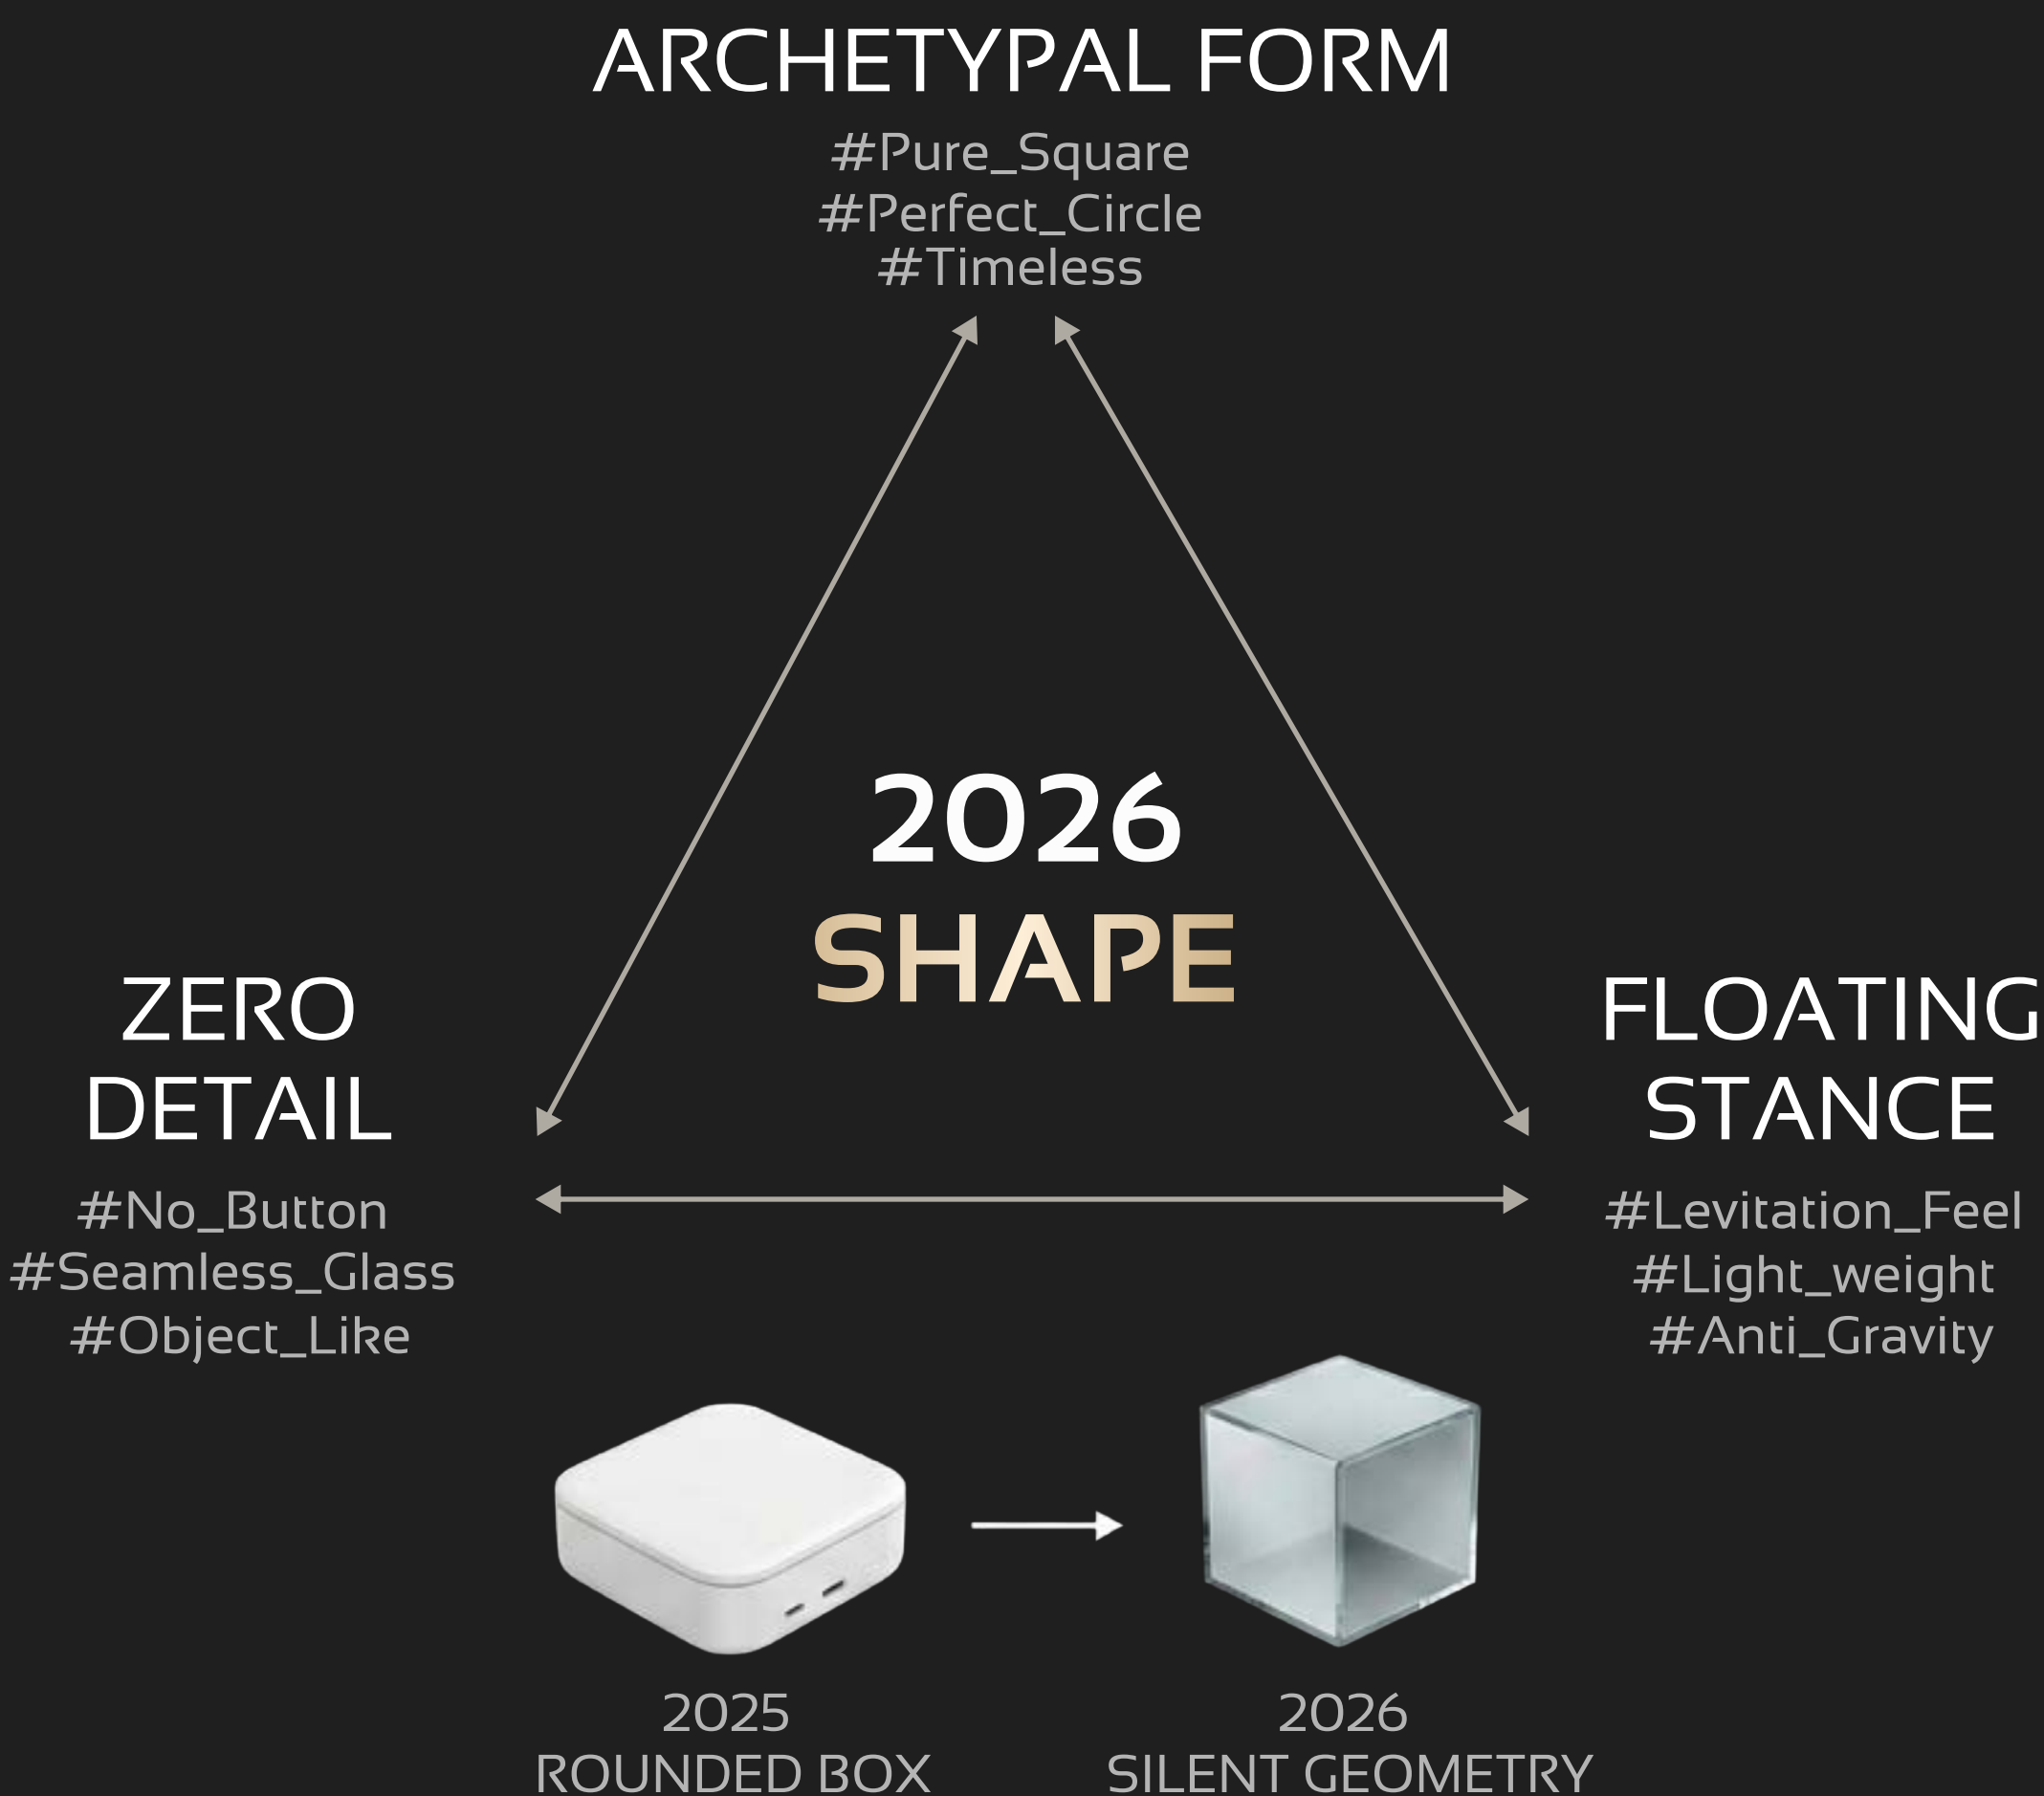 ARCHETYPAL FORM
#Pure_Square
#Perfect_Circle
#Timeless
2026
SHAPE
ZERO
DETAIL
#No_Button
#Seamless_Glass
#Object_Like
FLOATING
STANCE
#Levitation_Feel
#Light_weight
#Anti_Gravity
2025
ROUNDED BOX
2026
SILENT GEOMETRY